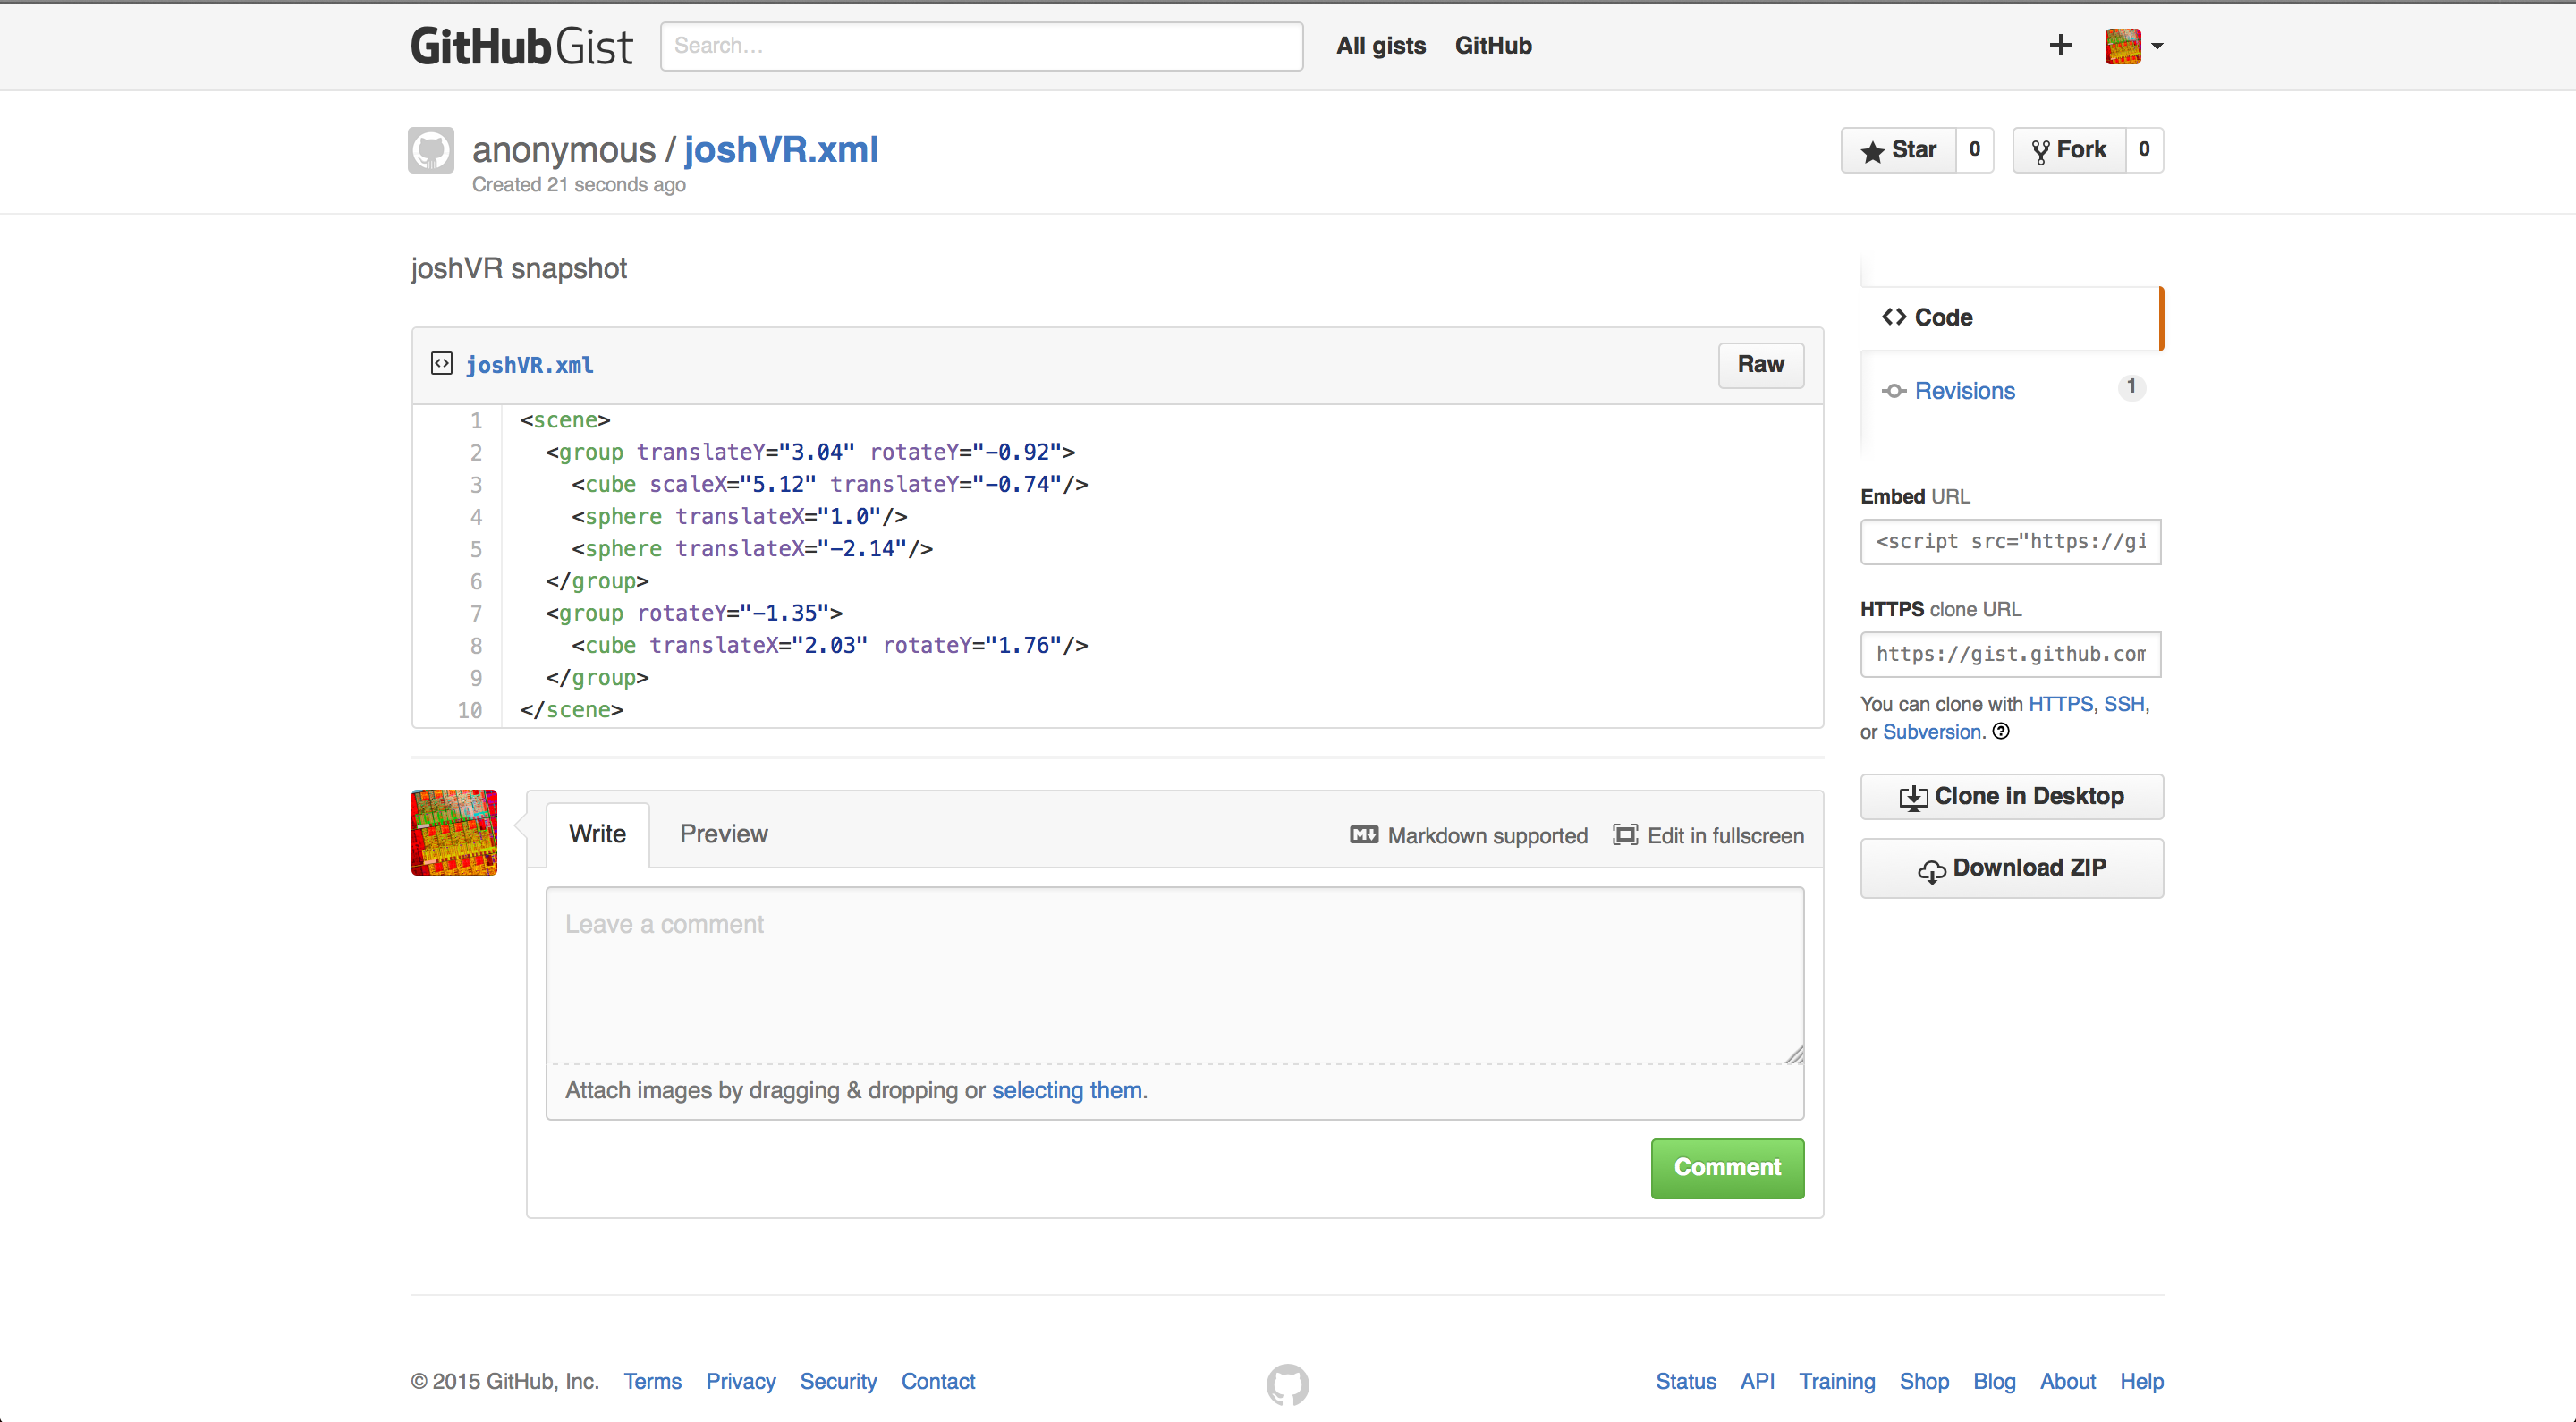 GitHub Gist Search... All gists GitHub
anonymous / joshVR.xml Star 0 Fork 0
Created 21 seconds ago
joshVR snapshot
joshVR.xml Raw
1 <scene>
2 <group translateY="3.04" rotateY="-0.92">
3 <cube scaleX="5.12" translateY="-0.74"/>
4 <sphere translateX="1.0"/>
5 <sphere translateX="-2.14"/>
6 </group>
7 <group rotateY="-1.35">
8 <cube translateX="2.03" rotateY="1.76"/>
9 </group>
10 </scene>
Code
Revisions 1
Embed URL
<script src="https://gi
HTTPS clone URL
https://gist.github.com
You can clone with HTTPS, SSH,
or Subversion.
Clone in Desktop
Download ZIP
Write Preview Markdown supported Edit in fullscreen
Leave a comment
Attach images by dragging & dropping or selecting them.
Comment
© 2015 GitHub, Inc. Terms Privacy Security Contact Status API Training Shop Blog About Help